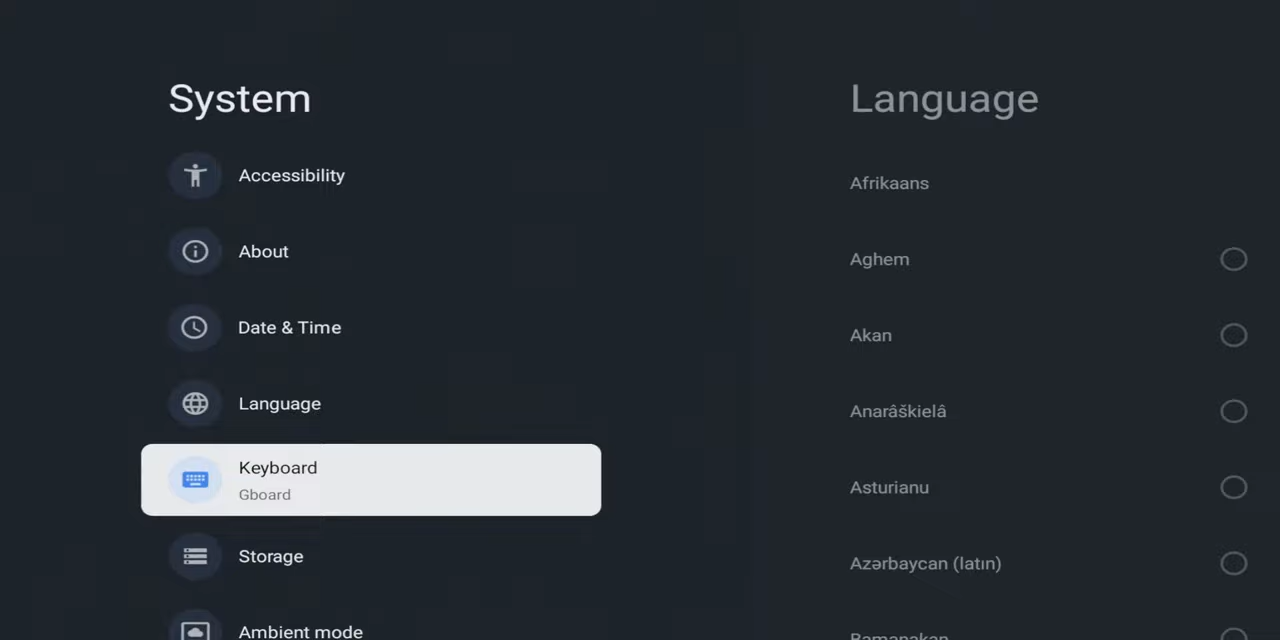 System
Accessibility
About
Date & Time
Language
Keyboard
Gboard
Storage
Ambient mode
Language
Afrikaans
Aghem
Akan
Anarâškielâ
Asturianu
Azərbaycan (latın)
Bamanakan